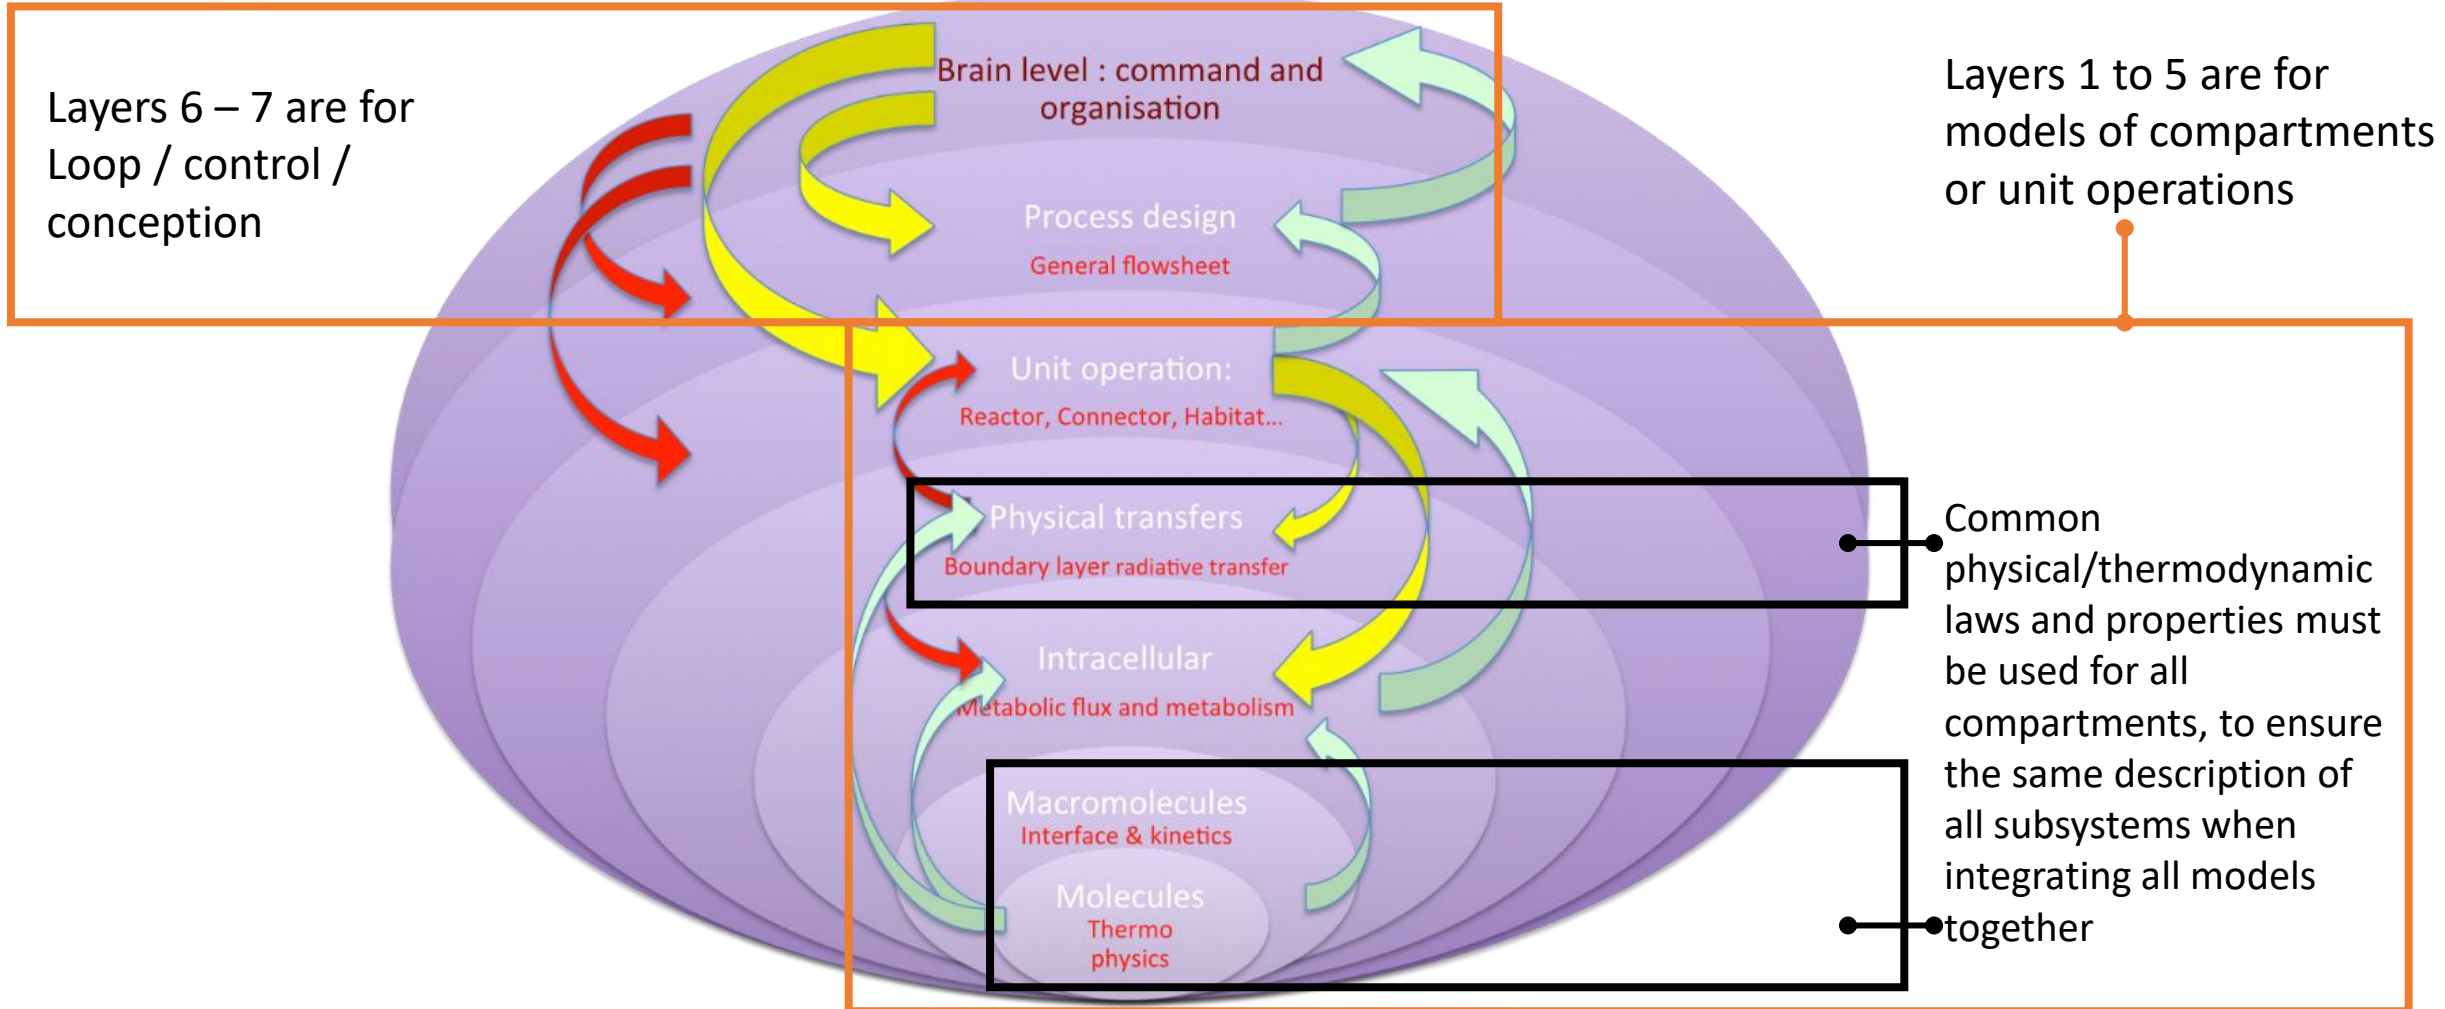 Layers 6 – 7 are for
Loop / control /
conception
Brain level : command and
organisation
Process design
General flowsheet
Unit operation:
Reactor, Connector, Habitat...
Physical transfers
Boundary layer radiative transfer
Intracellular
Metabolic flux and metabolism
Macromolecules
Interface & kinetics
Molecules
Thermo
physics
Layers 1 to 5 are for
models of compartments
or unit operations
Common
physical/thermodynamic
laws and properties must
be used for all
compartments, to ensure
the same description of
all subsystems when
integrating all models
together